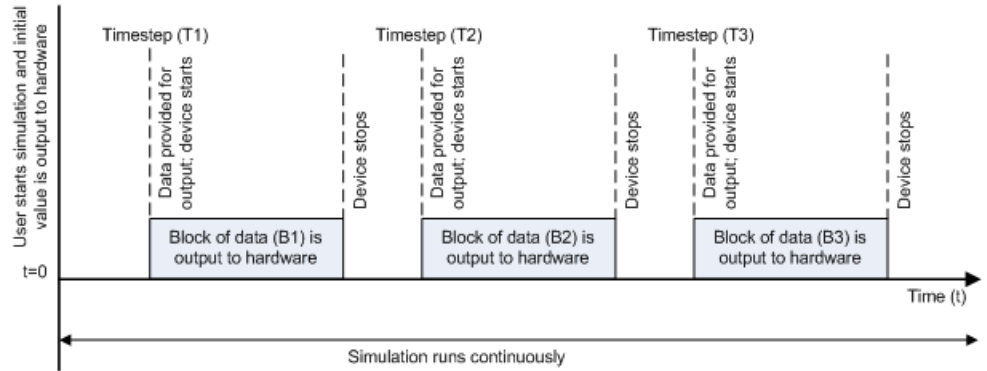 User starts simulation and initial
value is output to hardware
Timestep (T1)
Data provided for
output; device starts
Device stops
Timestep (T2)
Data provided for
output; device starts
Device stops
Timestep (T3)
Data provided for
output; device starts
Device stops
Block of data (B1) is
output to hardware
Block of data (B2) is
output to hardware
Block of data (B3) is
output to hardware
t=0
Time (t)
Simulation runs continuously